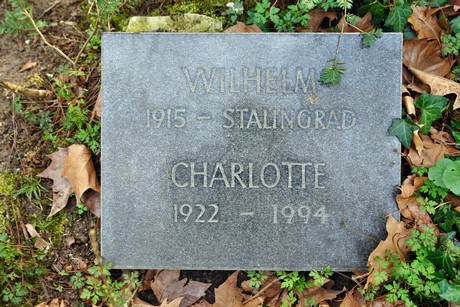 WILHELM
1915 - STALINGRAD
CHARLOTTE
1922 - 1994